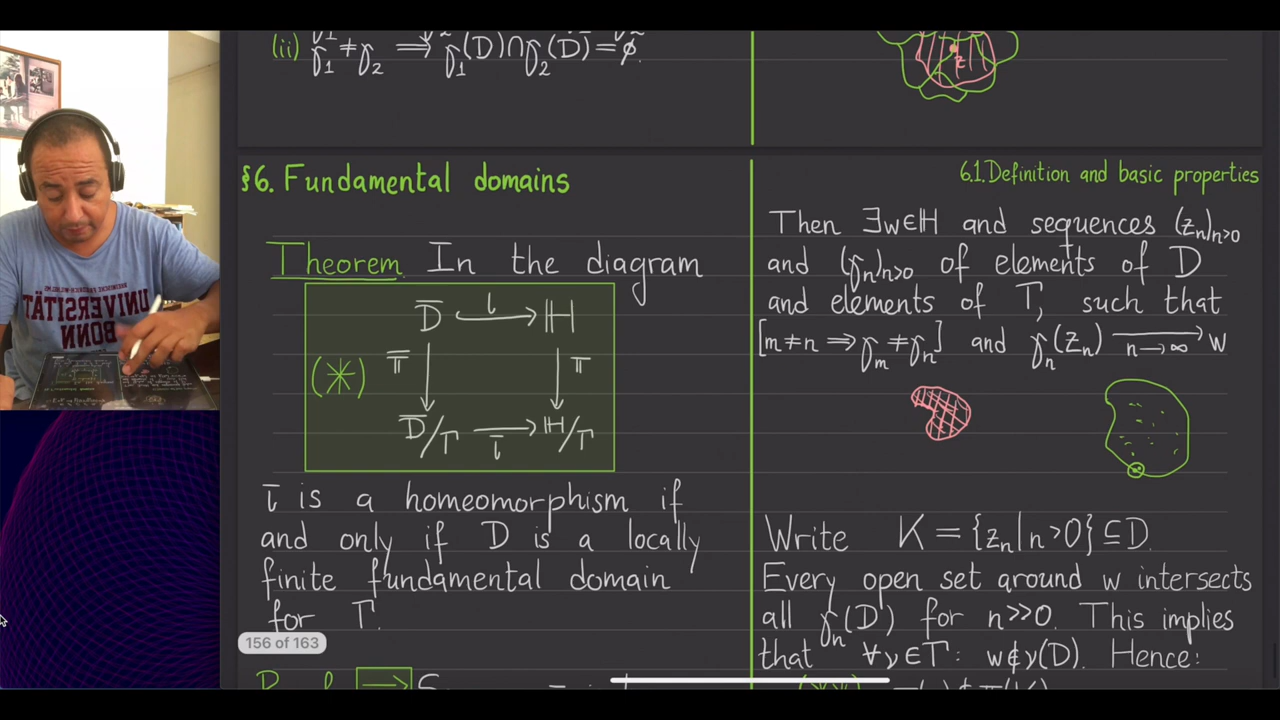 (ii) γ₁ ≠ γ₂ ⟹ γ₁(D) ∩ γ₂(D) = ∅.
z
§6. Fundamental domains
6.1. Definition and basic properties
Theorem. In the diagram
D̅ ι ℍ
(*) π̅ π
D̅/Γ ι̅ ℍ/Γ
ι̅ is a homeomorphism if
and only if D is a locally
finite fundamental domain
for Γ.
156 of 163
Then ∃w∈ℍ and sequences (zₙ)ₙ>₀
and (γₙ)ₙ>₀ of elements of D
and elements of Γ, such that
[m ≠ n ⟹ γₘ ≠ γₙ] and γₙ(zₙ) ⟶ n→∞ w
Write K = {zₙ | n>0} ⊆ D.
Every open set around w intersects
all γₙ(D) for n>>0. This implies
that ∀γ∈Γ: w∉γ(D). Hence:
UNIVERSITÄT
BONN